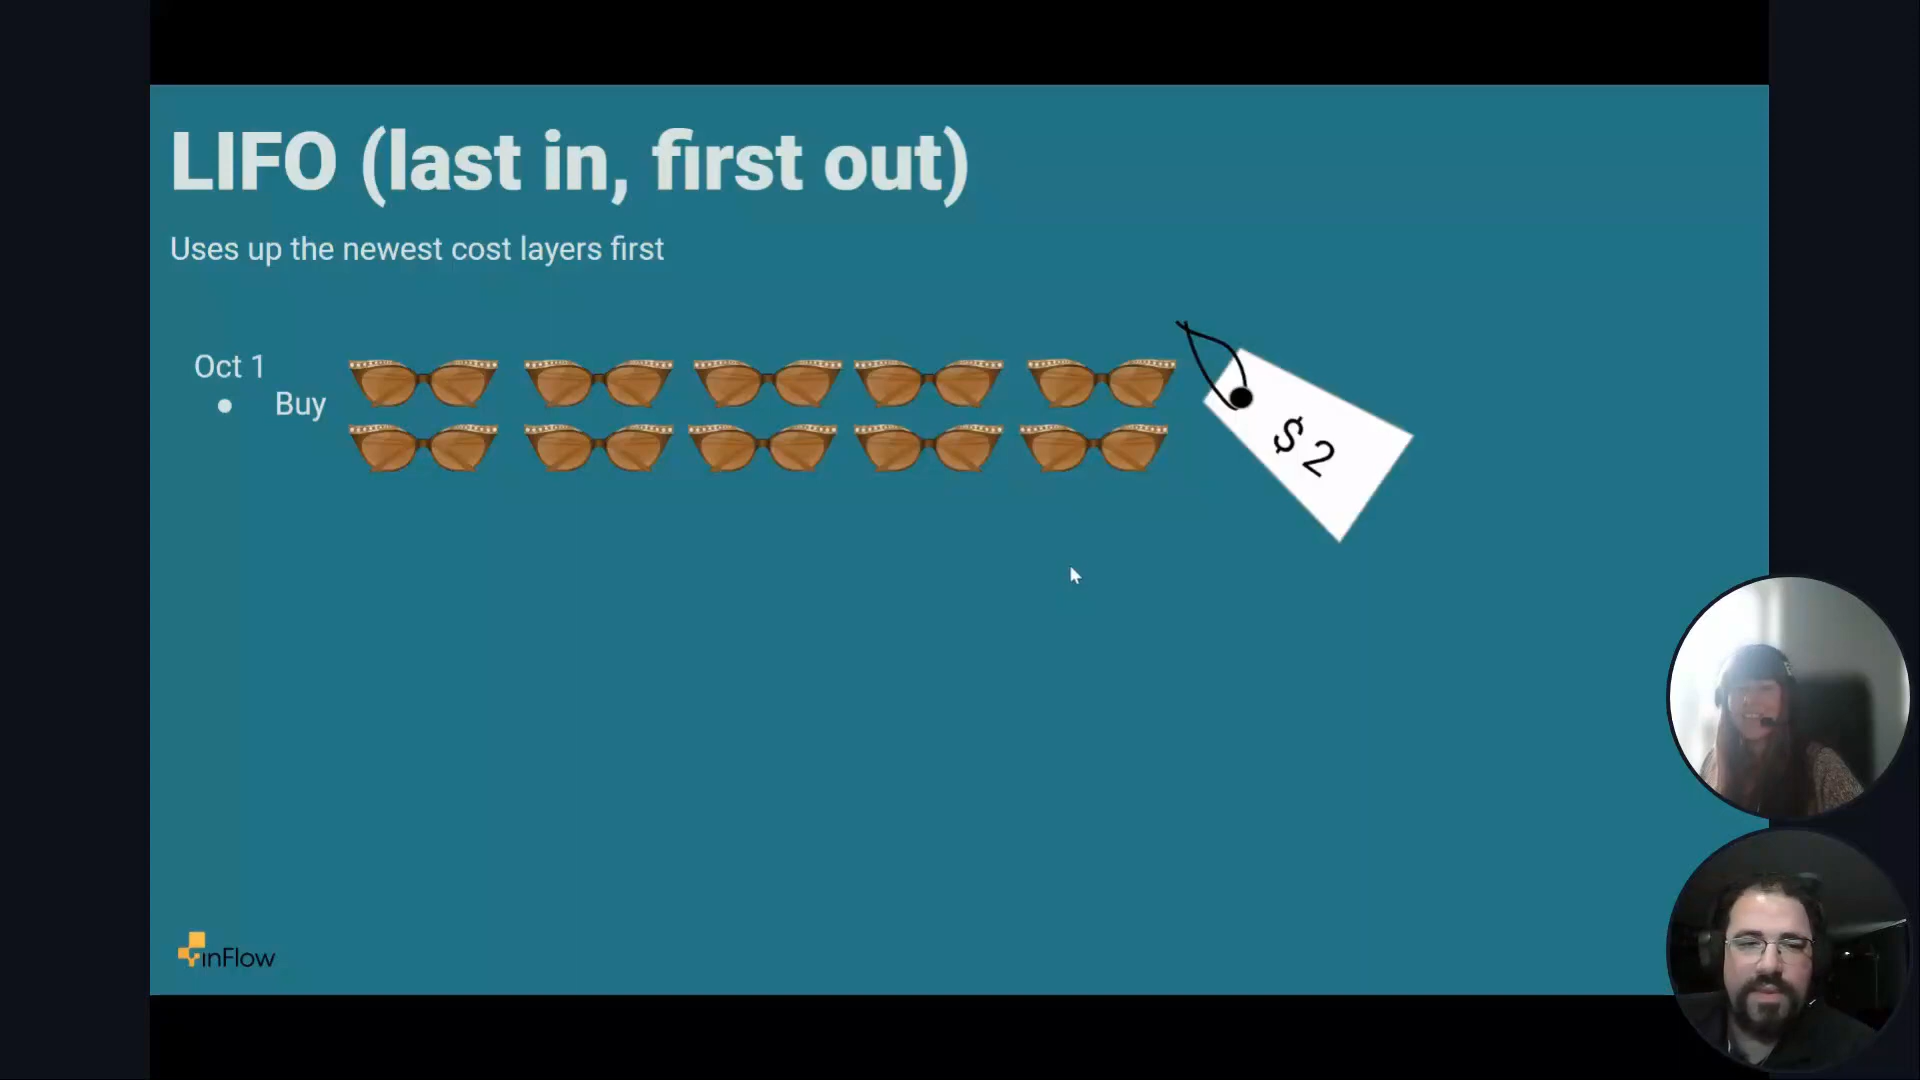 LIFO (last in, first out)
Uses up the newest cost layers first
Oct 1
● Buy
$ 2
inFlow